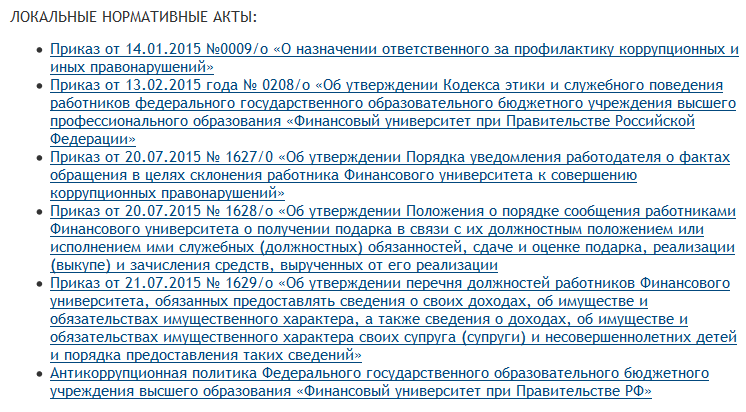 ЛОКАЛЬНЫЕ НОРМАТИВНЫЕ АКТЫ:
Приказ от 14.01.2015 №0009/о «О назначении ответственного за профилактику коррупционных и
иных правонарушений»
Приказ от 13.02.2015 года № 0208/о «Об утверждении Кодекса этики и служебного поведения
работников федерального государственного образовательного бюджетного учреждения высшего
профессионального образования «Финансовый университет при Правительстве Российской
Федерации»
Приказ от 20.07.2015 № 1627/0 «Об утверждении Порядка уведомления работодателя о фактах
обращения в целях склонения работника Финансового университета к совершению
коррупционных правонарушений»
Приказ от 20.07.2015 № 1628/о «Об утверждении Положения о порядке сообщения работниками
Финансового университета о получении подарка в связи с их должностным положением или
исполнением ими служебных (должностных) обязанностей, сдаче и оценке подарка, реализации
(выкупе) и зачисления средств, вырученных от его реализации
Приказ от 21.07.2015 № 1629/о «Об утверждении перечня должностей работников Финансового
университета, обязанных предоставлять сведения о своих доходах, об имуществе и
обязательствах имущественного характера, а также сведения о доходах, об имуществе и
обязательствах имущественного характера своих супруга (супруги) и несовершеннолетних детей
и порядка предоставления таких сведений»
Антикоррупционная политика Федерального государственного образовательного бюджетного
учреждения высшего образования «Финансовый университет при Правительстве РФ»